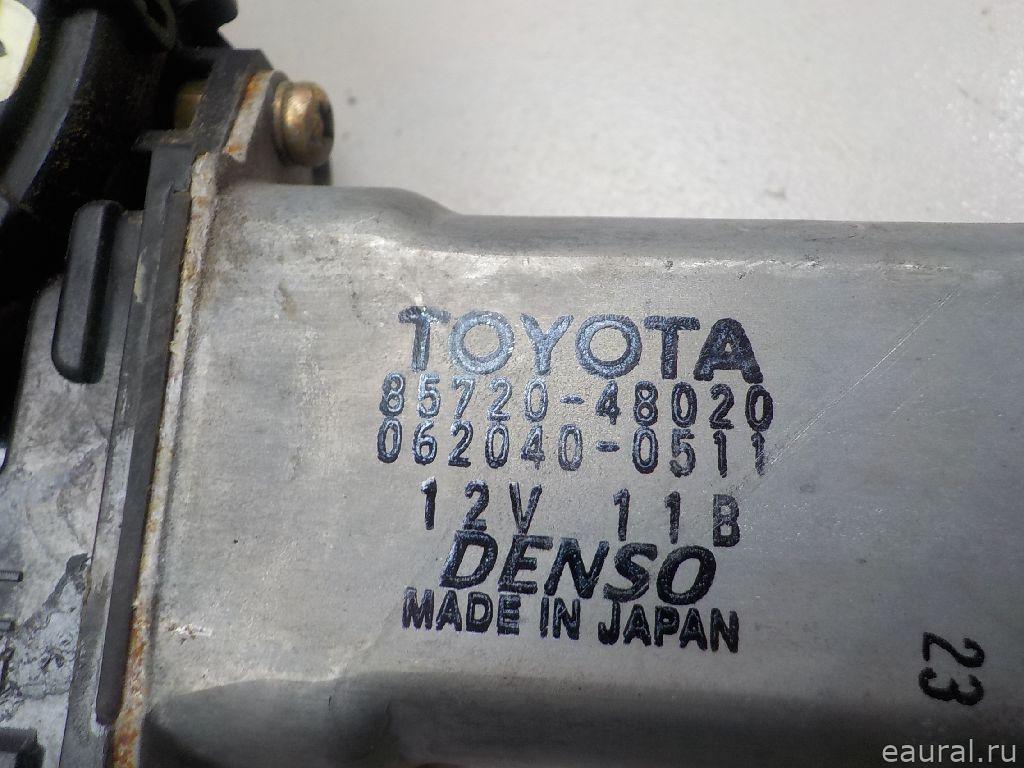 TOYOTA
85720-48020
062040-0511
12V 11B
DENSO
MADE IN JAPAN
23
eaural.ru